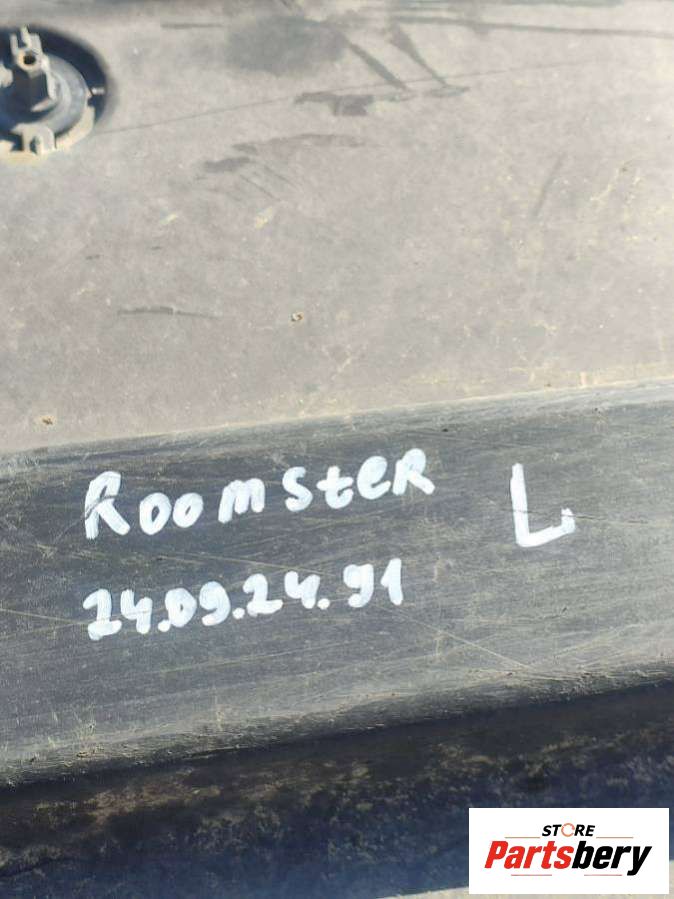 Roomster L
24.09.24.91
STORE
Partsbery